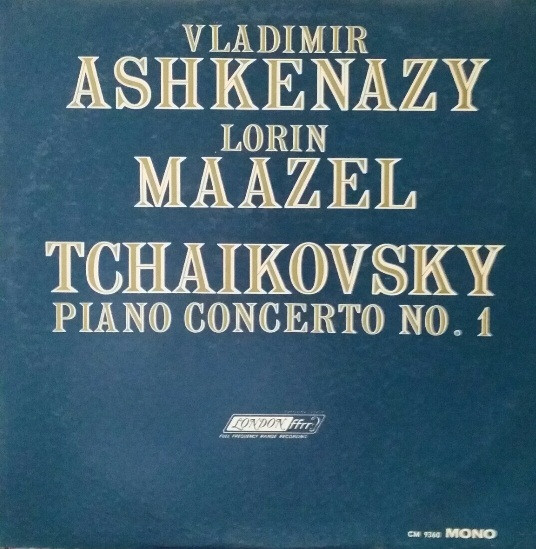 VLADIMIR
ASHKENAZY
LORIN
MAAZEL
TCHAIKOVSKY
PIANO CONCERTO NO. 1
LONDON ffrr
FULL FREQUENCY RANGE RECORDING
CM 9360 MONO